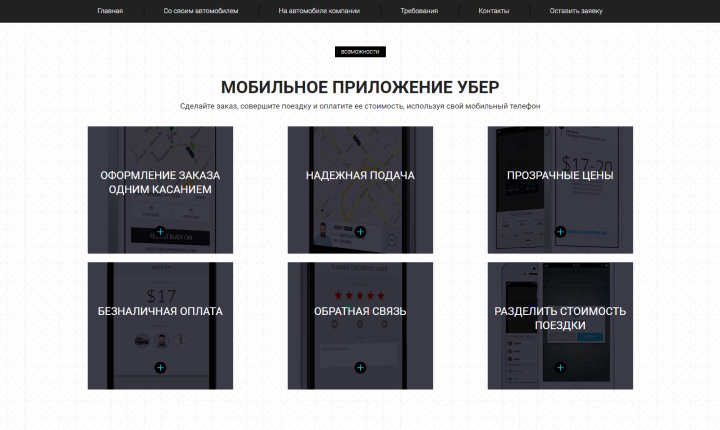 Главная
Со своим автомобилем
На автомобиле компании
Требования
Контакты
Оставить заявку
ВОЗМОЖНОСТИ
МОБИЛЬНОЕ ПРИЛОЖЕНИЕ УБЕР
Сделайте заказ, совершите поездку и оплатите ее стоимость, используя свой мобильный телефон
ОФОРМЛЕНИЕ ЗАКАЗА
ОДНИМ КАСАНИЕМ
НАДЕЖНАЯ ПОДАЧА
$17-20
ПРОЗРАЧНЫЕ ЦЕНЫ
$17
БЕЗНАЛИЧНАЯ ОПЛАТА
ОБРАТНАЯ СВЯЗЬ
РАЗДЕЛИТЬ СТОИМОСТЬ
ПОЕЗДКИ